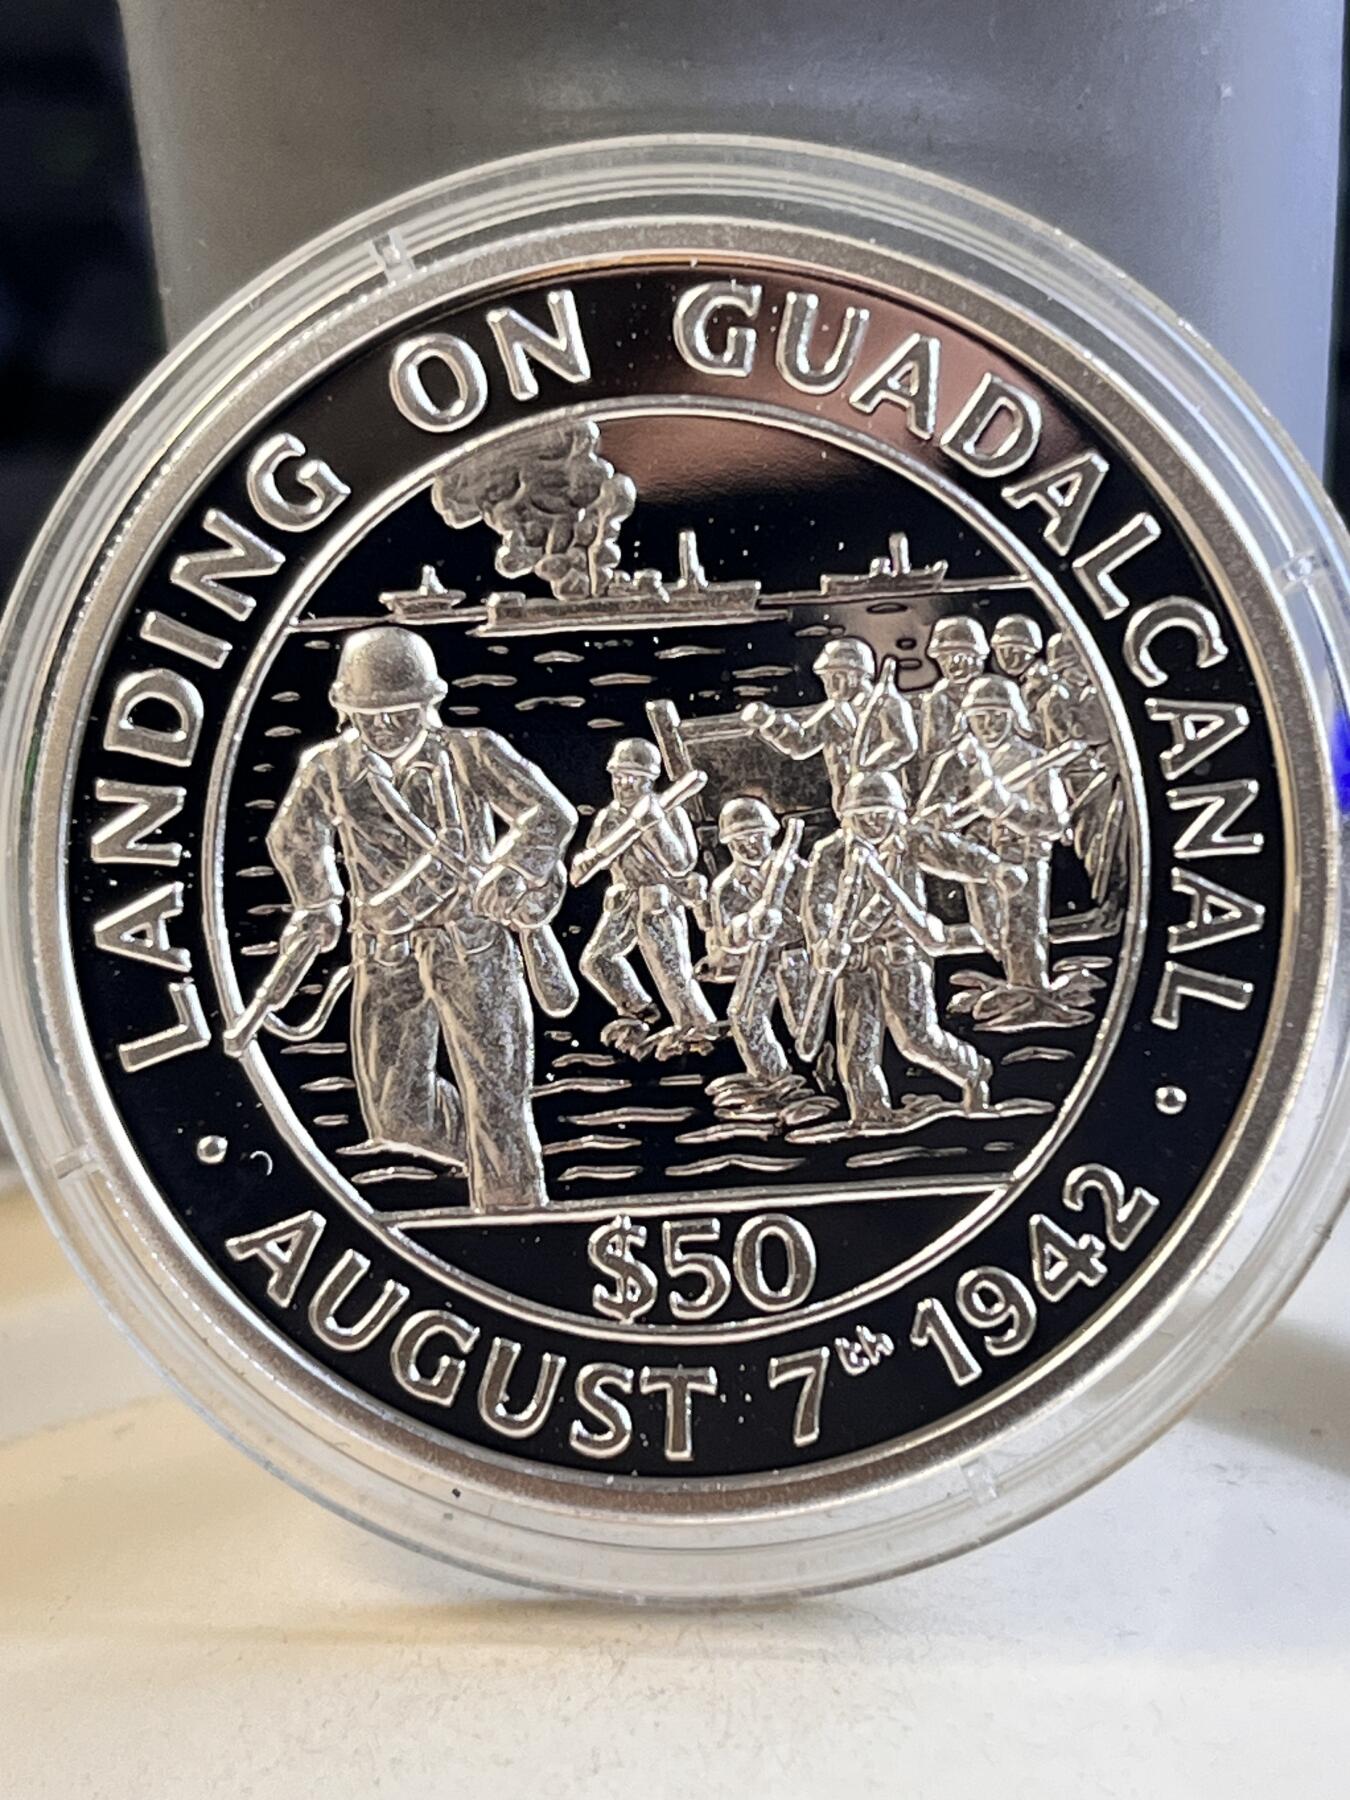 LANDING ON GUADALCANAL
$50
AUGUST 7th 1942